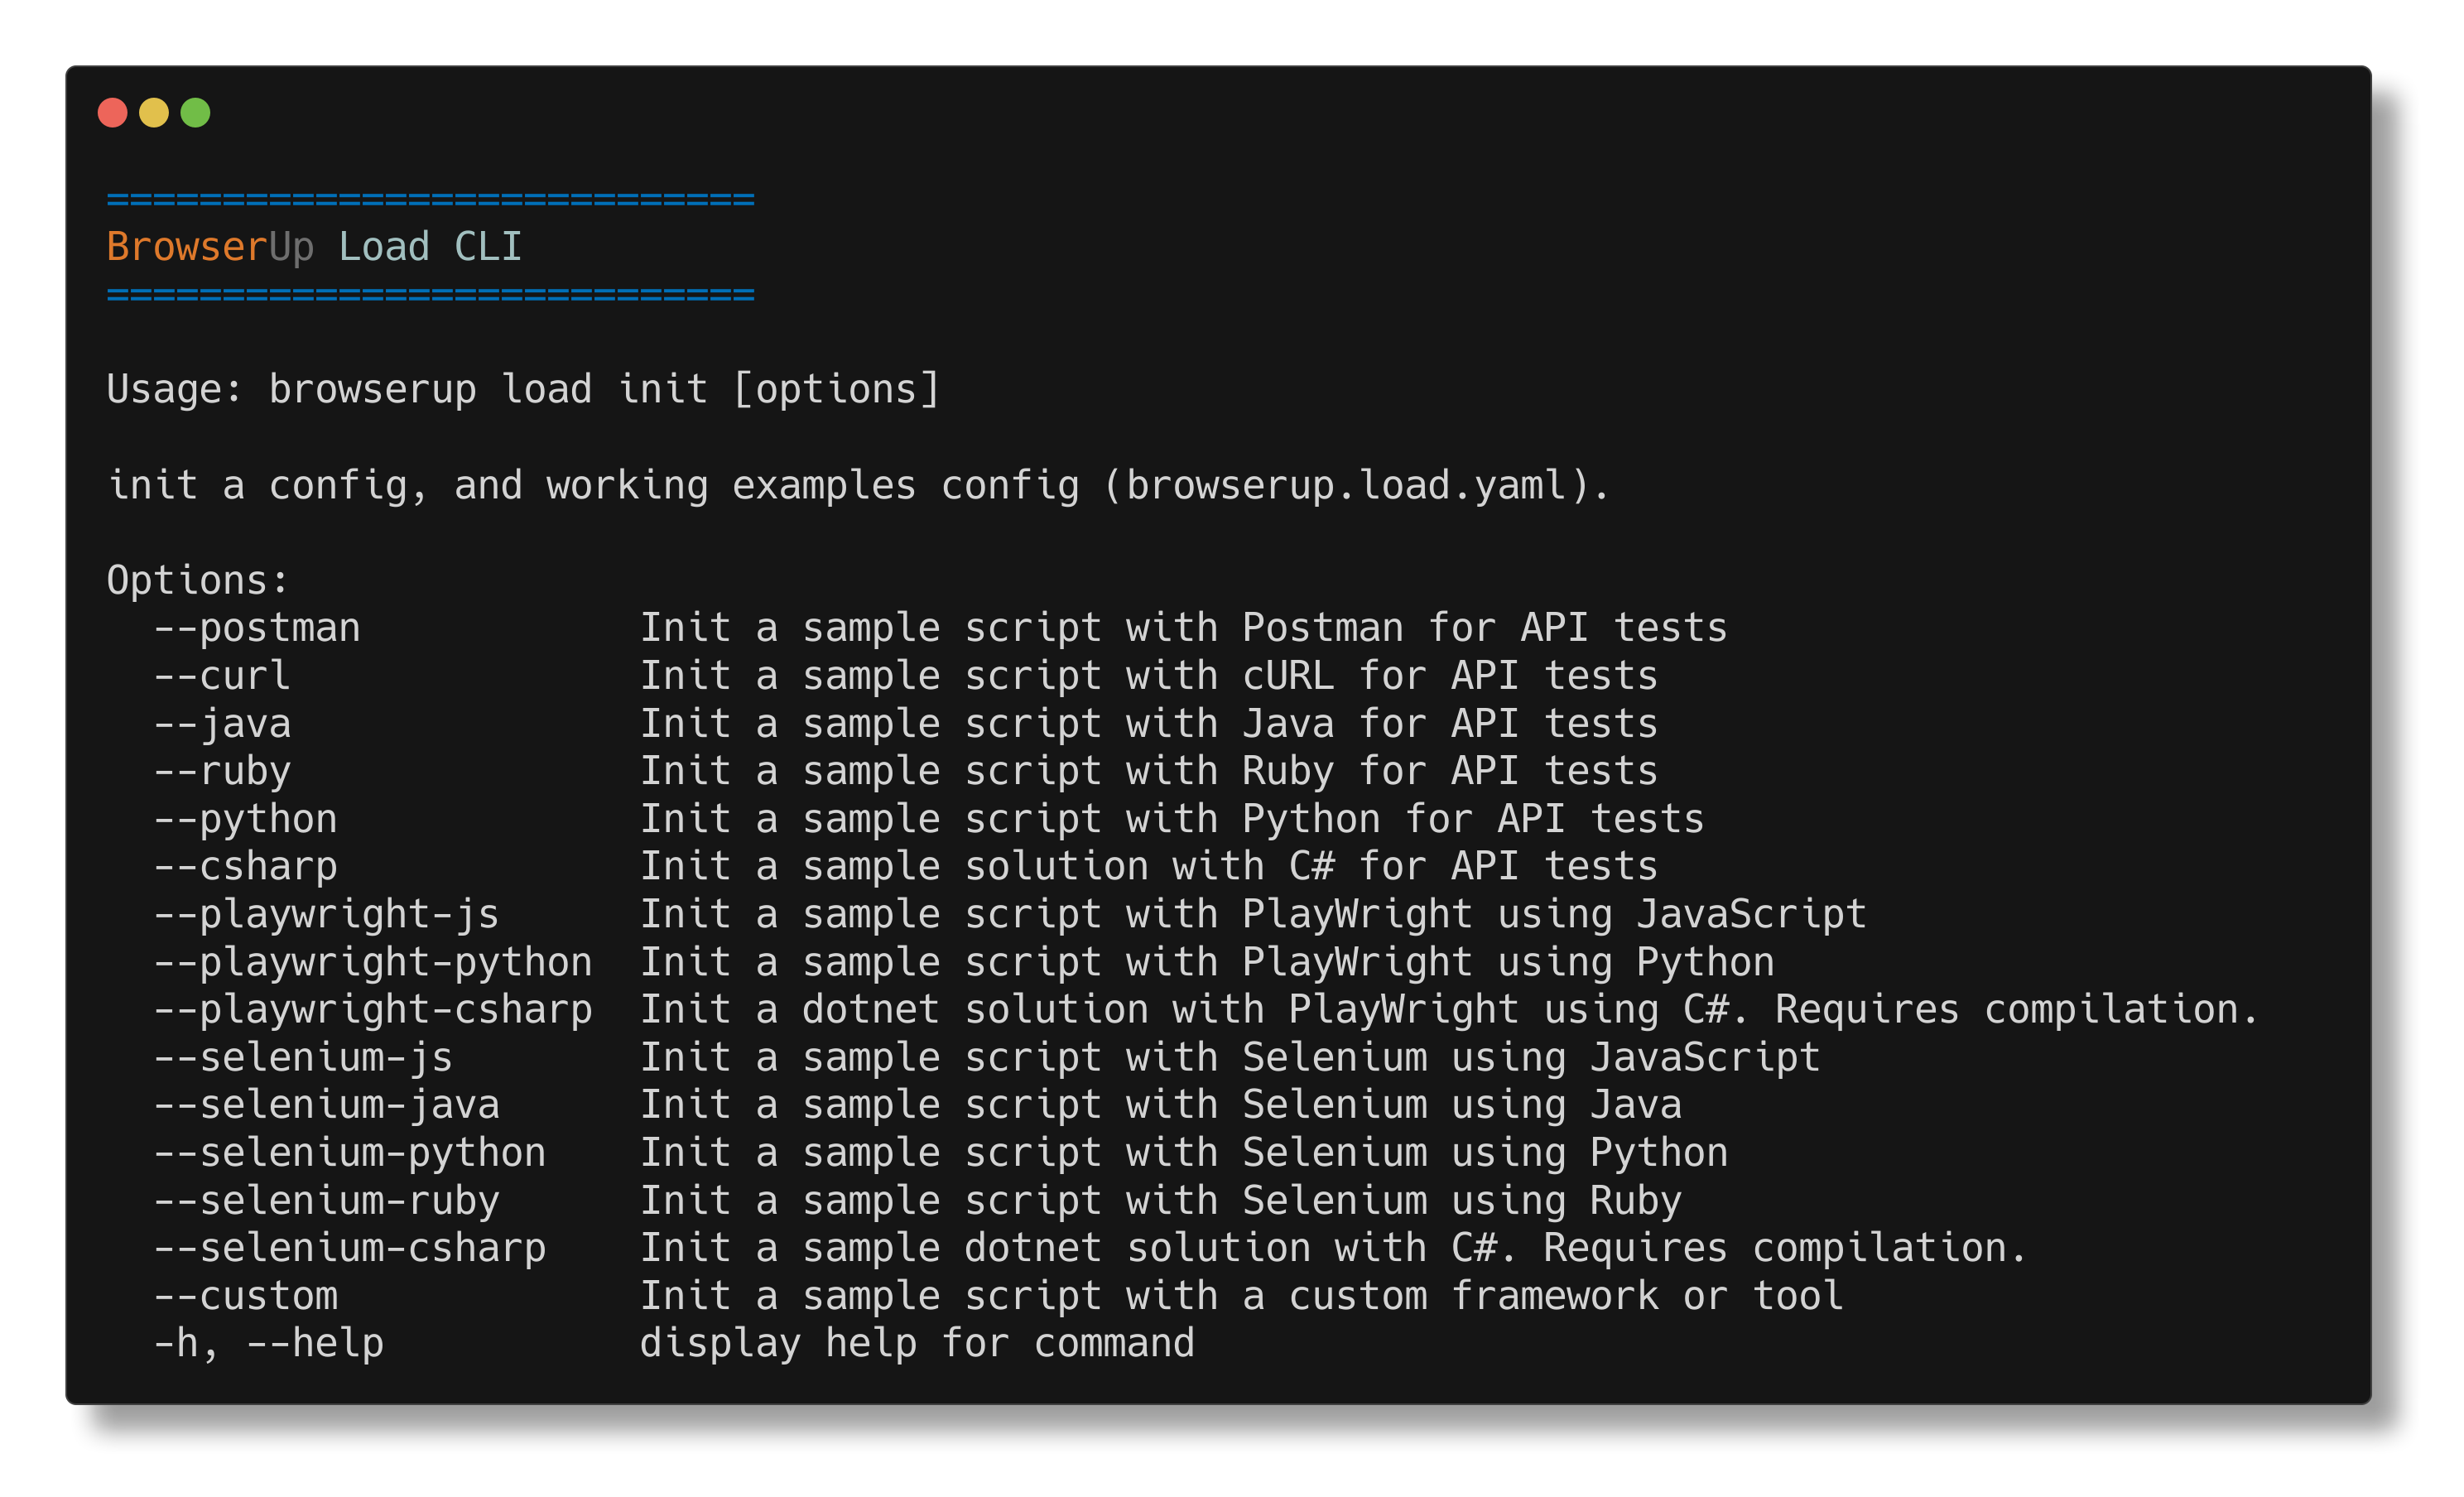 ============================
BrowserUp Load CLI
============================
Usage: browserup load init [options]
init a config, and working examples config (browserup.load.yaml).
Options:
  --postman            Init a sample script with Postman for API tests
  --curl               Init a sample script with cURL for API tests
  --java               Init a sample script with Java for API tests
  --ruby               Init a sample script with Ruby for API tests
  --python             Init a sample script with Python for API tests
  --csharp             Init a sample solution with C# for API tests
  --playwright-js      Init a sample script with PlayWright using JavaScript
  --playwright-python  Init a sample script with PlayWright using Python
  --playwright-csharp  Init a dotnet solution with PlayWright using C#. Requires compilation.
  --selenium-js        Init a sample script with Selenium using JavaScript
  --selenium-java      Init a sample script with Selenium using Java
  --selenium-python    Init a sample script with Selenium using Python
  --selenium-ruby      Init a sample script with Selenium using Ruby
  --selenium-csharp    Init a sample dotnet solution with C#. Requires compilation.
  --custom             Init a sample script with a custom framework or tool
  -h, --help           display help for command